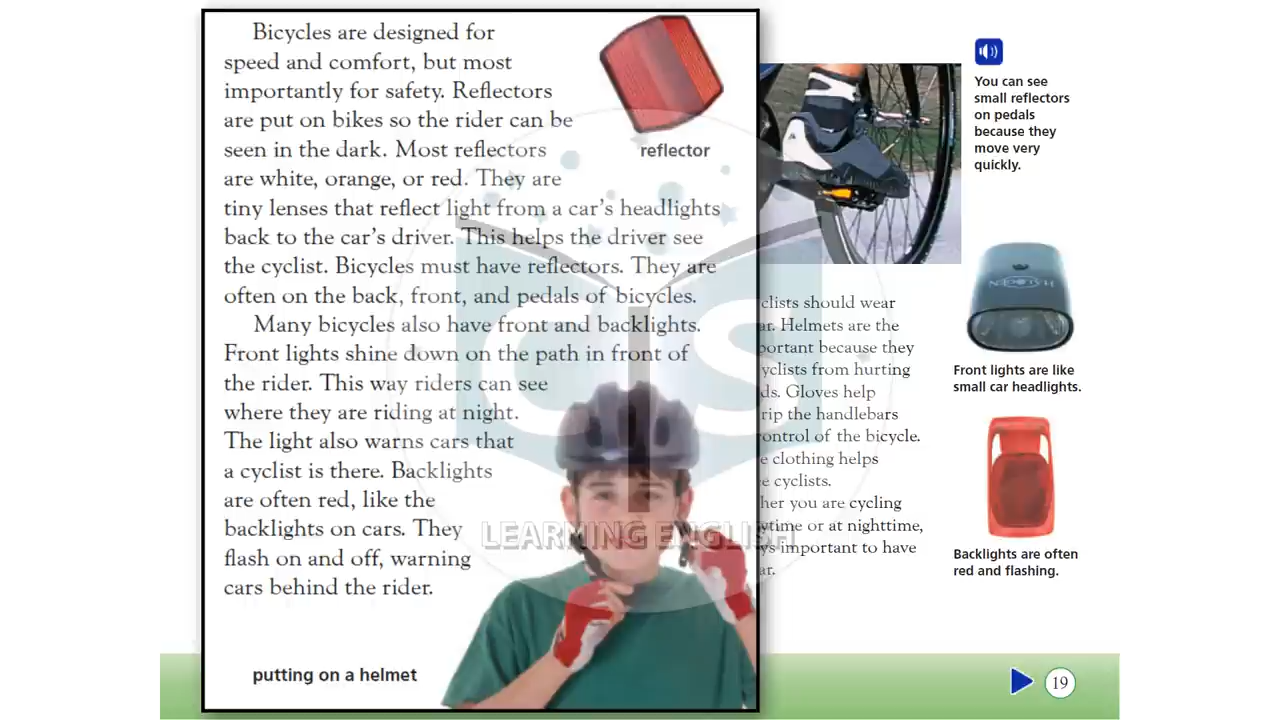 Bicycles are designed for
speed and comfort, but most
importantly for safety. Reflectors
are put on bikes so the rider can be
seen in the dark. Most reflectors
are white, orange, or red. They are
tiny lenses that reflect light from a car's headlights
back to the car's driver. This helps the driver see
the cyclist. Bicycles must have reflectors. They are
often on the back, front, and pedals of bicycles.
Many bicycles also have front and backlights.
Front lights shine down on the path in front of
the rider. This way riders can see
where they are riding at night.
The light also warns cars that
a cyclist is there. Backlights
are often red, like the
backlights on cars. They
flash on and off, warning
cars behind the rider.
reflector
putting on a helmet
LEARNING ENGLISH
You can see
small reflectors
on pedals
because they
move very
quickly.
clists should wear
ar. Helmets are the
portant because they
yclists from hurting
ds. Gloves help
rip the handlebars
ontrol of the bicycle.
e clothing helps
e cyclists.
her you are cycling
ytime or at nighttime,
ys important to have
ar.
Front lights are like
small car headlights.
Backlights are often
red and flashing.
19